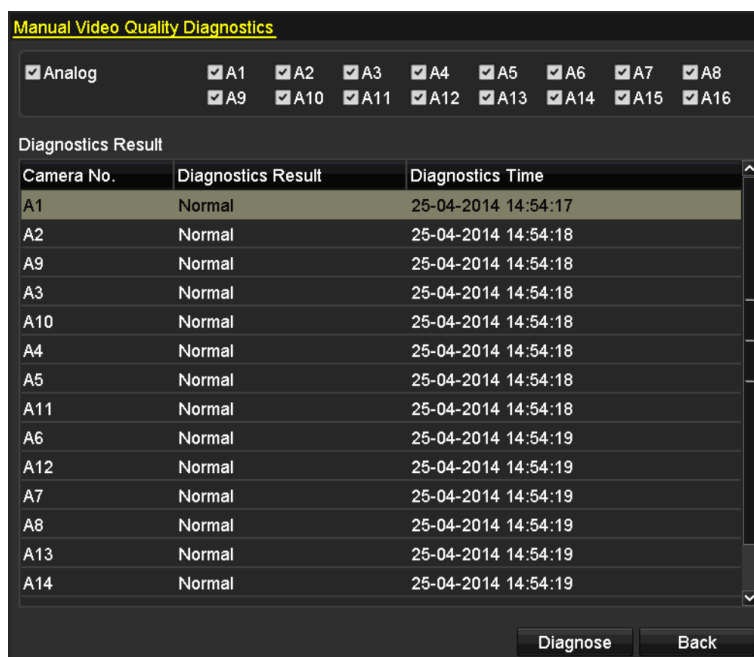 Manual Video Quality Diagnostics
Analog A1 A2 A3 A4 A5 A6 A7 A8
A9 A10 A11 A12 A13 A14 A15 A16
Diagnostics Result
Camera No. Diagnostics Result Diagnostics Time
A1 Normal 25-04-2014 14:54:17
A2 Normal 25-04-2014 14:54:18
A9 Normal 25-04-2014 14:54:18
A3 Normal 25-04-2014 14:54:18
A10 Normal 25-04-2014 14:54:18
A4 Normal 25-04-2014 14:54:18
A5 Normal 25-04-2014 14:54:18
A11 Normal 25-04-2014 14:54:18
A6 Normal 25-04-2014 14:54:19
A12 Normal 25-04-2014 14:54:19
A7 Normal 25-04-2014 14:54:19
A8 Normal 25-04-2014 14:54:19
A13 Normal 25-04-2014 14:54:19
A14 Normal 25-04-2014 14:54:19
Diagnose Back